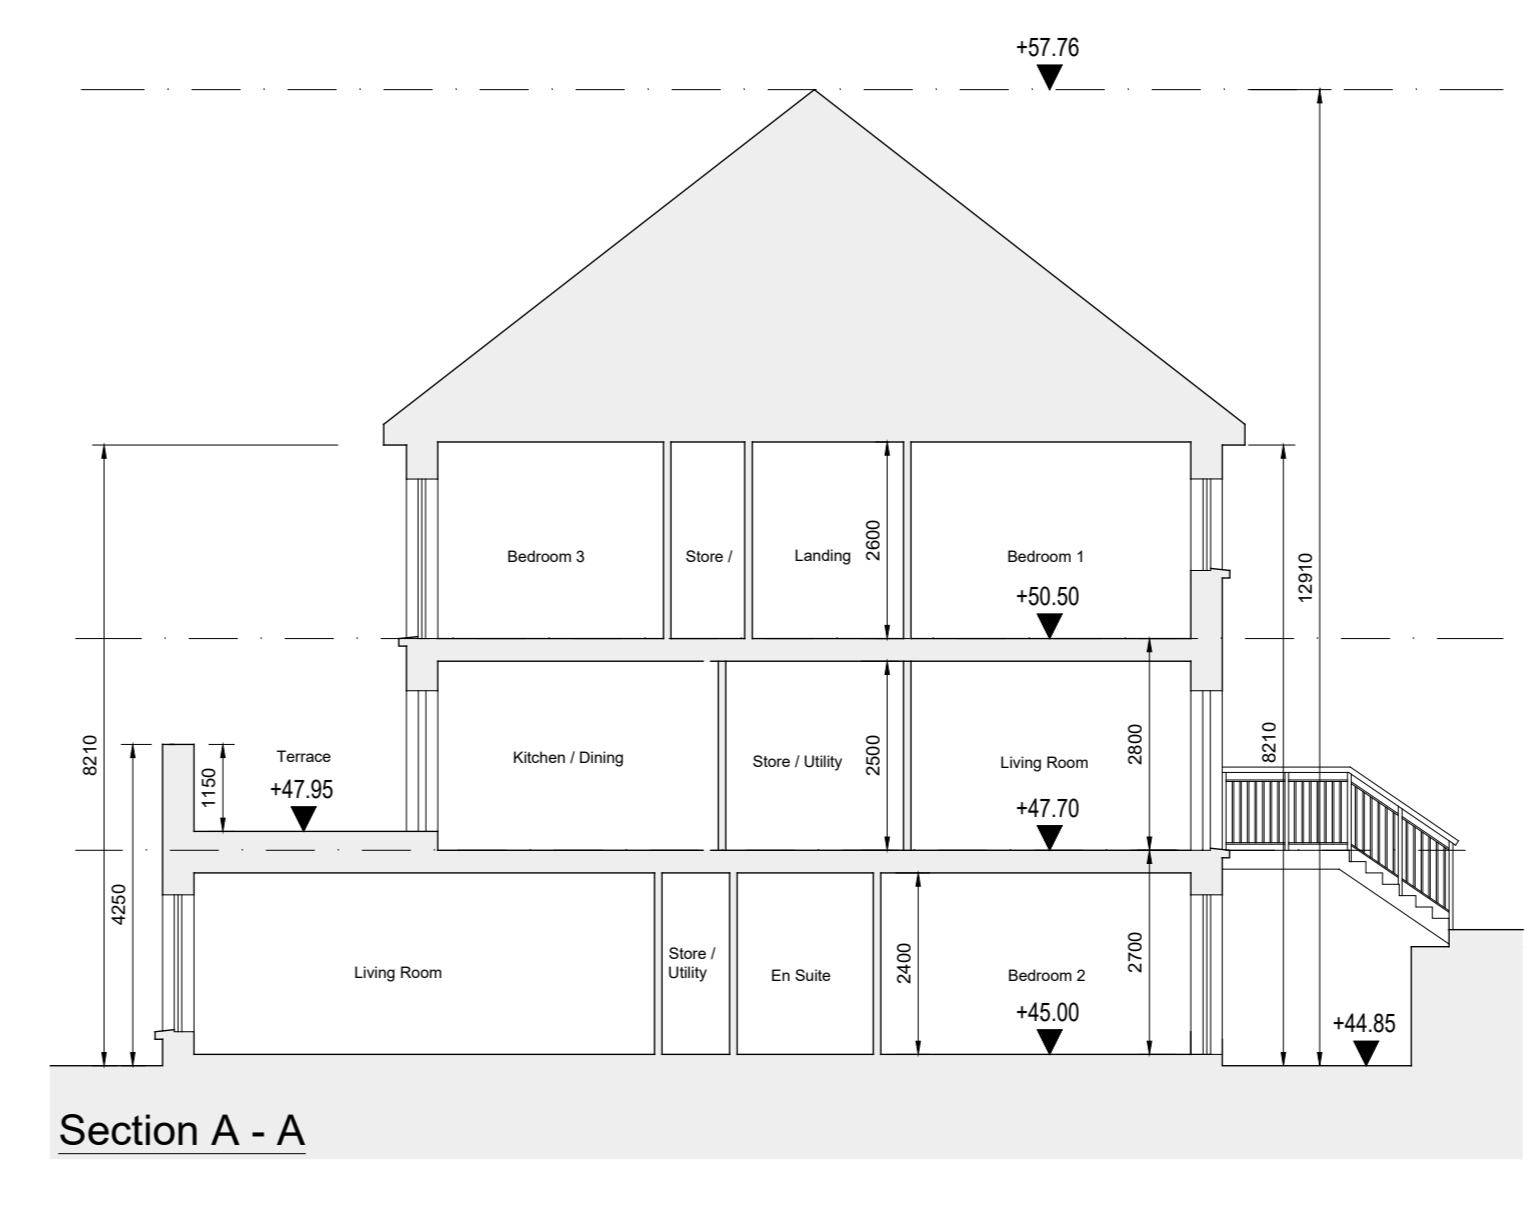 +57.76
12910
Bedroom 3
Store /
Landing
2600
Bedroom 1
+50.50
8210
8210
Terrace
+47.95
1150
4250
Kitchen / Dining
Store / Utility
2500
Living Room
+47.70
2800
Living Room
Store /
Utility
En Suite
2400
Bedroom 2
+45.00
2700
+44.85
Section A - A